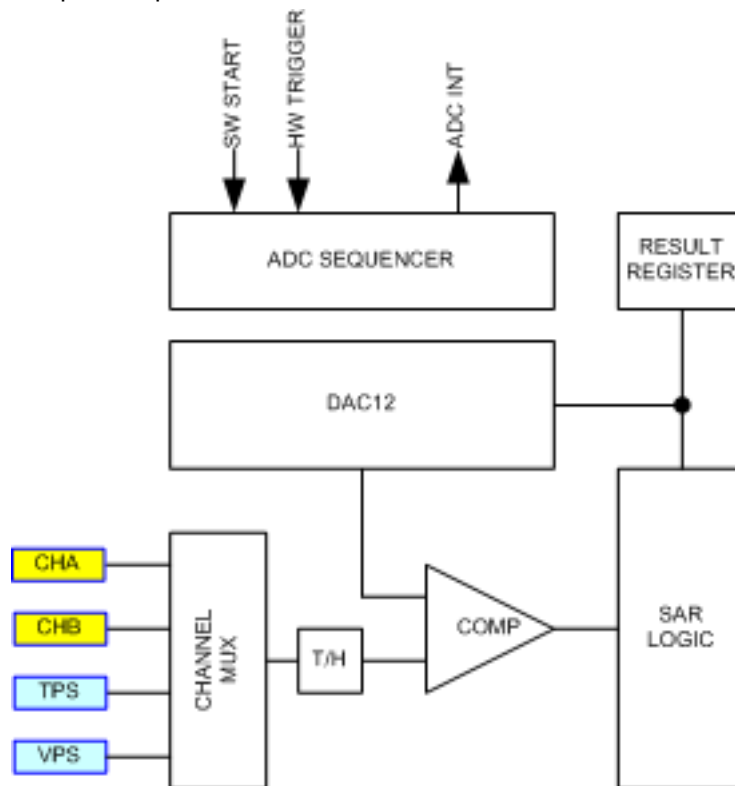 SW START
HW TRIGGER
ADC INT
ADC SEQUENCER
RESULT
REGISTER
DAC12
CHA
CHB
TPS
VPS
CHANNEL
MUX
T/H
COMP
SAR
LOGIC